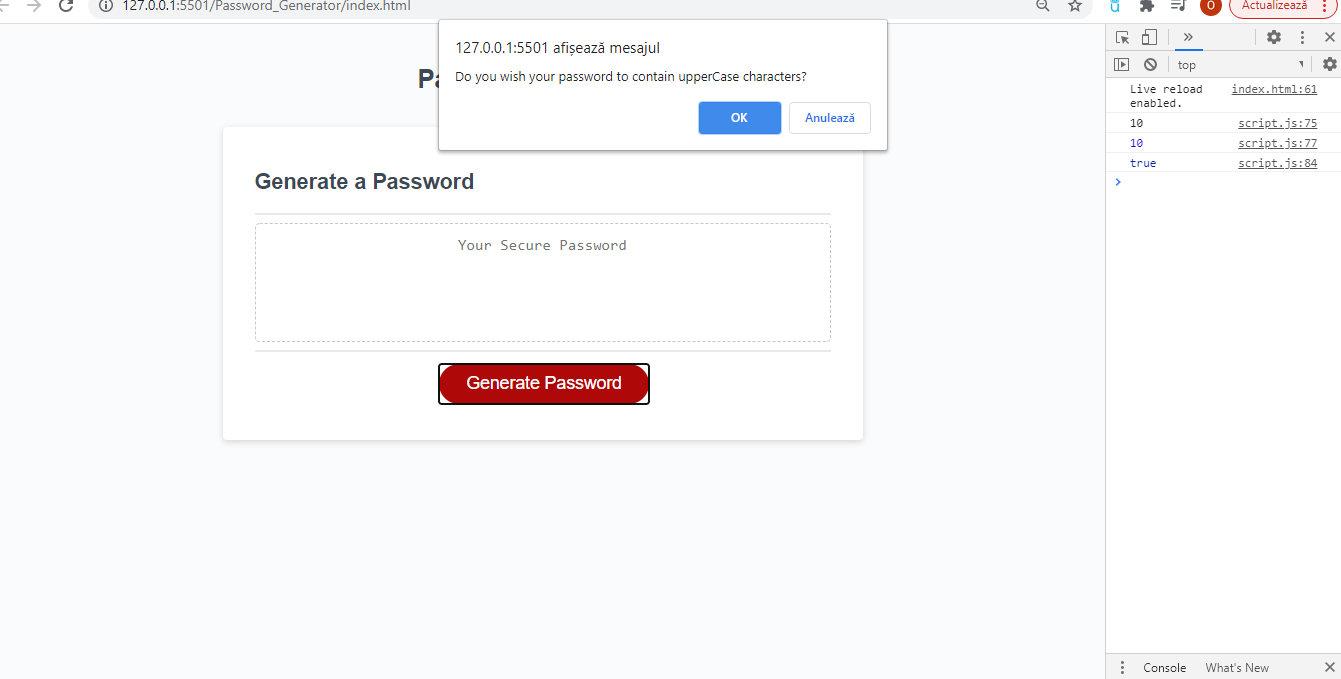 127.0.0.1:5501/Password_Generator/index.html
O
Actualizează
127.0.0.1:5501 afișează mesajul
Do you wish your password to contain upperCase characters?
OK
Anulează
Generate a Password
Your Secure Password
Generate Password
top
Live reload enabled.
index.html:61
10 script.js:75
10 script.js:77
true script.js:84
Console What's New